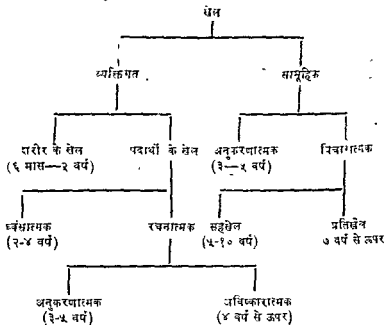 खेल
व्यक्तिगत सामूहिक
शरीर के खेल पदार्थों के खेल अनुकरणात्मक विचारात्मक
(६ मास—२ वर्ष) (३—५ वर्ष)
ध्वंसात्मक रचनात्मक सहखेल प्रतिखेल
(२-४ वर्ष) (५-१० वर्ष) ७ वर्ष से ऊपर
अनुकरणात्मक अविष्कारात्मक
(३-५ वर्ष) (४ वर्ष से ऊपर)